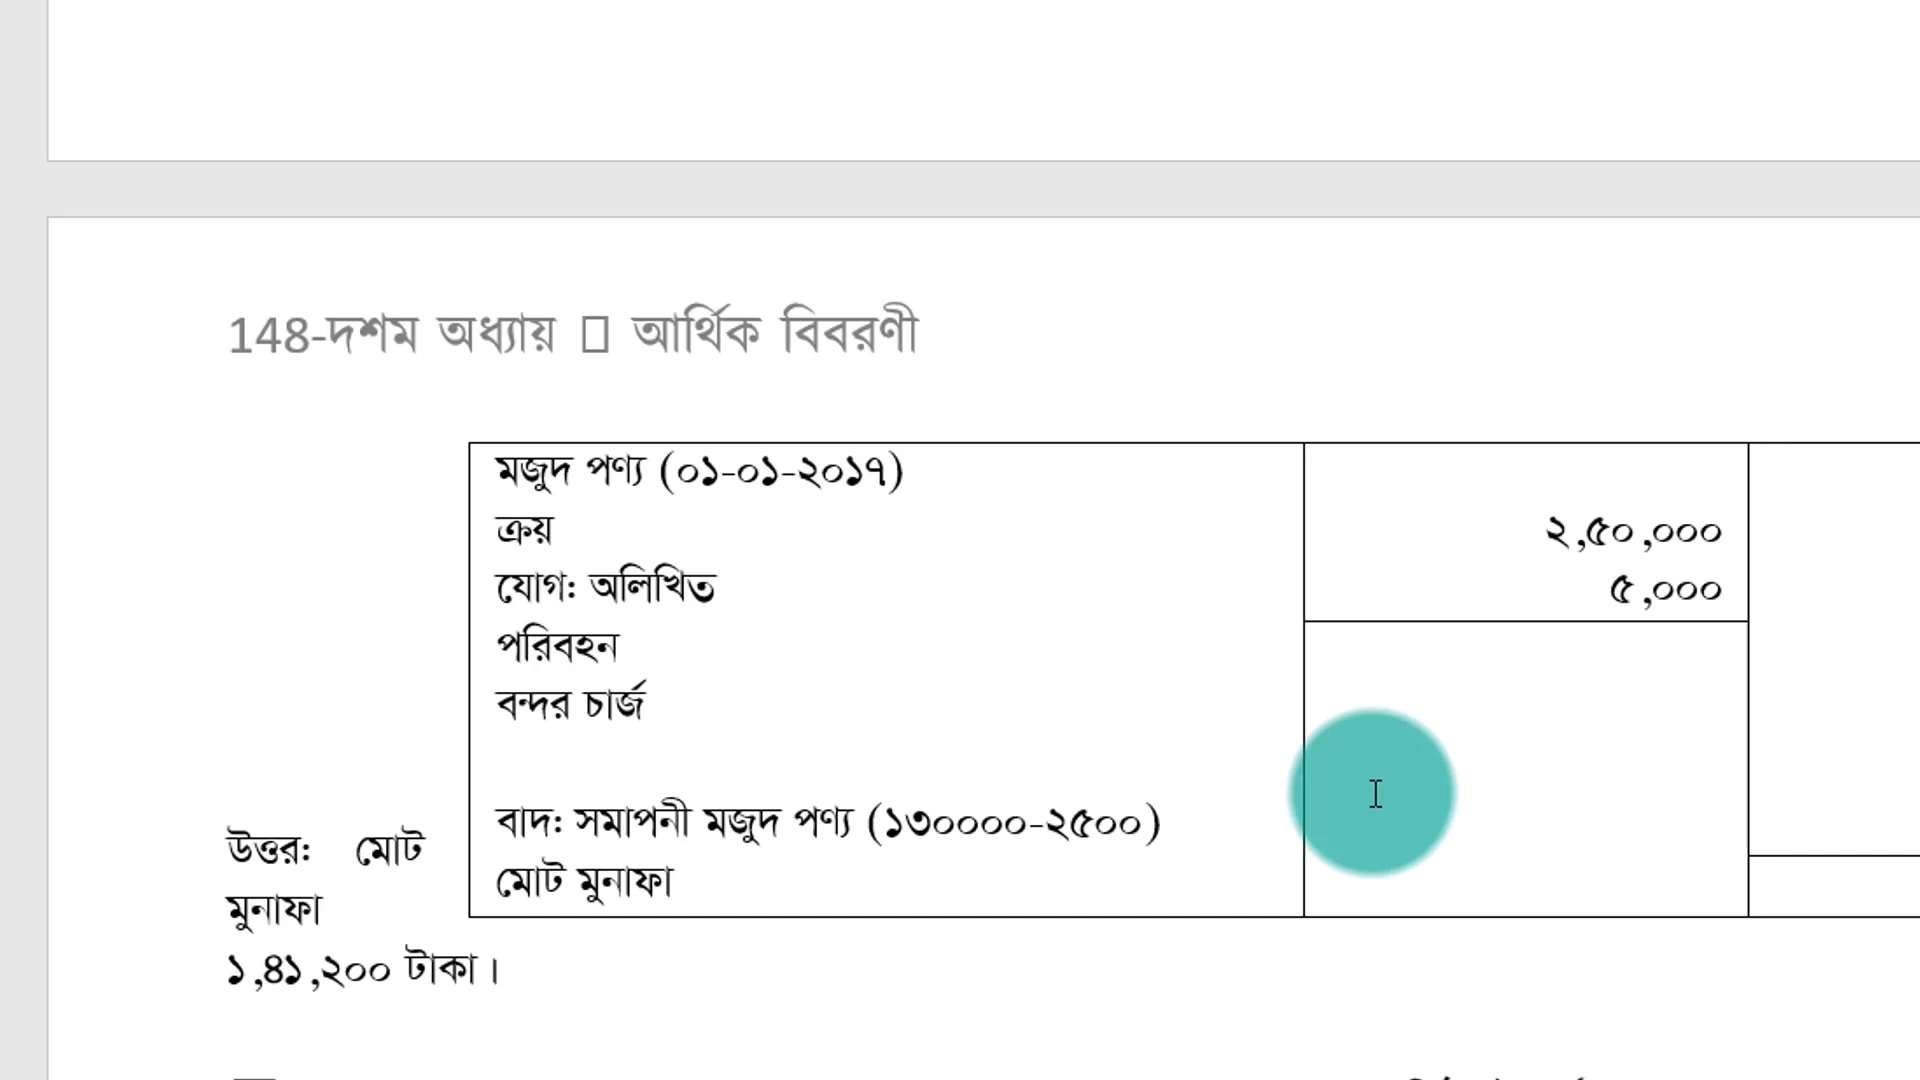 148-দশম অধ্যায় □ আর্থিক বিবরণী
মজুদ পণ্য (০১-০১-২০১৭)
ক্রয় ২,৫০,০০০
যোগঃ অলিখিত ৫,০০০
পরিবহন
বন্দর চার্জ
বাদঃ সমাপনী মজুদ পণ্য (১৩০০০০-২৫০০)
মোট মুনাফা
উত্তরঃ মোট
মুনাফা
১,৪১,২০০ টাকা।